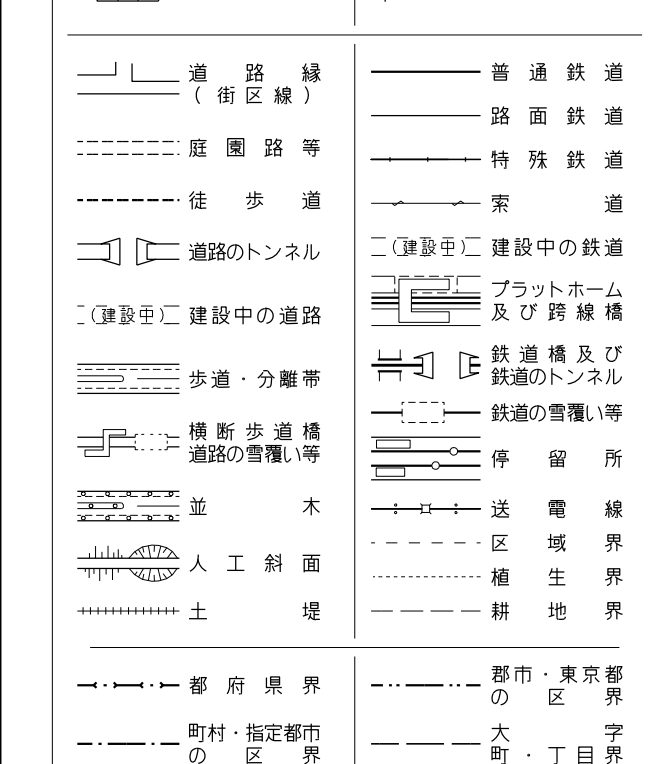 道路縁
(街区線)
庭園路等
徒歩道
道路のトンネル
(建設中)
建設中の道路
歩道・分離帯
横断歩道橋
道路の雪覆い等
並木
人工斜面
土堤
都府県界
町村・指定都市
の区界
普通鉄道
路面鉄道
特殊鉄道
索道
(建設中)
建設中の鉄道
プラットホーム
及び跨線橋
鉄道橋及び
鉄道のトンネル
鉄道の雪覆い等
停留所
送電線
区域界
植生界
耕地界
郡市・東京都
の区界
大字
町・丁目界